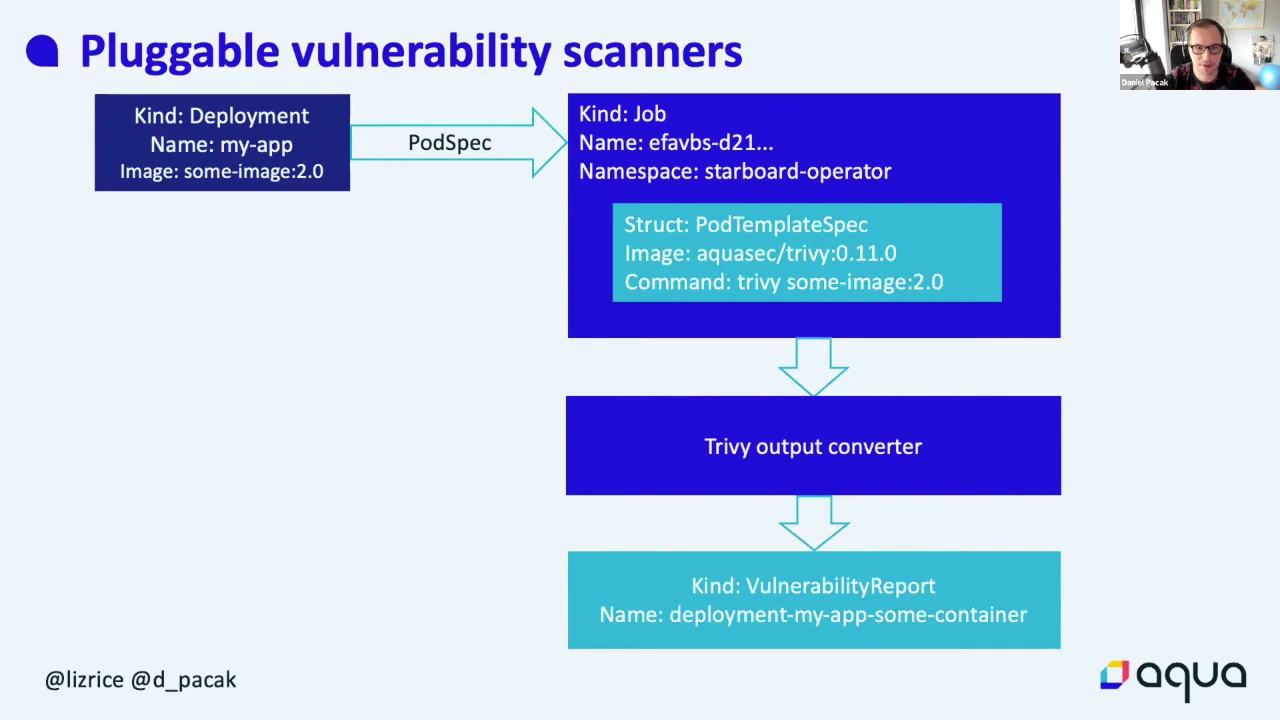 Pluggable vulnerability scanners
Daniel Pacak
Kind: Deployment
Name: my-app
Image: some-image:2.0
PodSpec
Kind: Job
Name: efavbs-d21...
Namespace: starboard-operator
Struct: PodTemplateSpec
Image: aquasec/trivy:0.11.0
Command: trivy some-image:2.0
Trivy output converter
Kind: VulnerabilityReport
Name: deployment-my-app-some-container
@lizrice @d_pacak
aqua